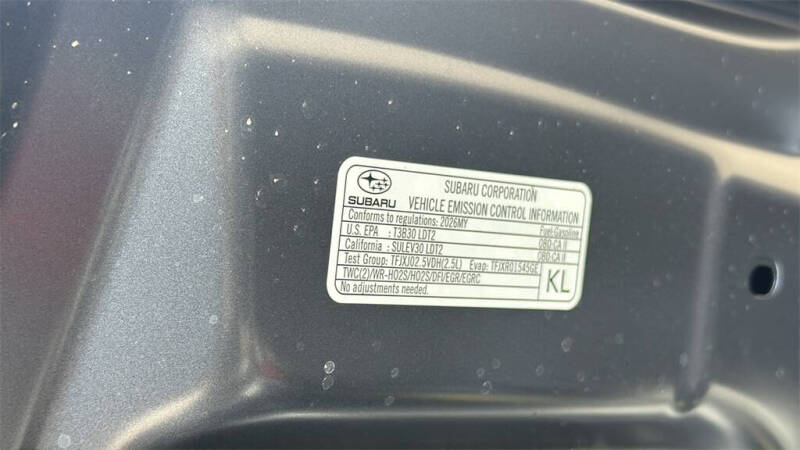 SUBARU CORPORATION
SUBARU VEHICLE EMISSION CONTROL INFORMATION
Conforms to regulations: 2026MY Fuel:Gasoline
U.S. EPA : T3B30 LDT2 OBD:CA II
California : SULEV30 LDT2 OBD:CA II
Test Group: TFJXJ02.5VDH(2.5L) Evap: TFJXR01545GE
TWC(2)/WR-HO2S/HO2S/DFI/EGR/EGRC KL
No adjustments needed.